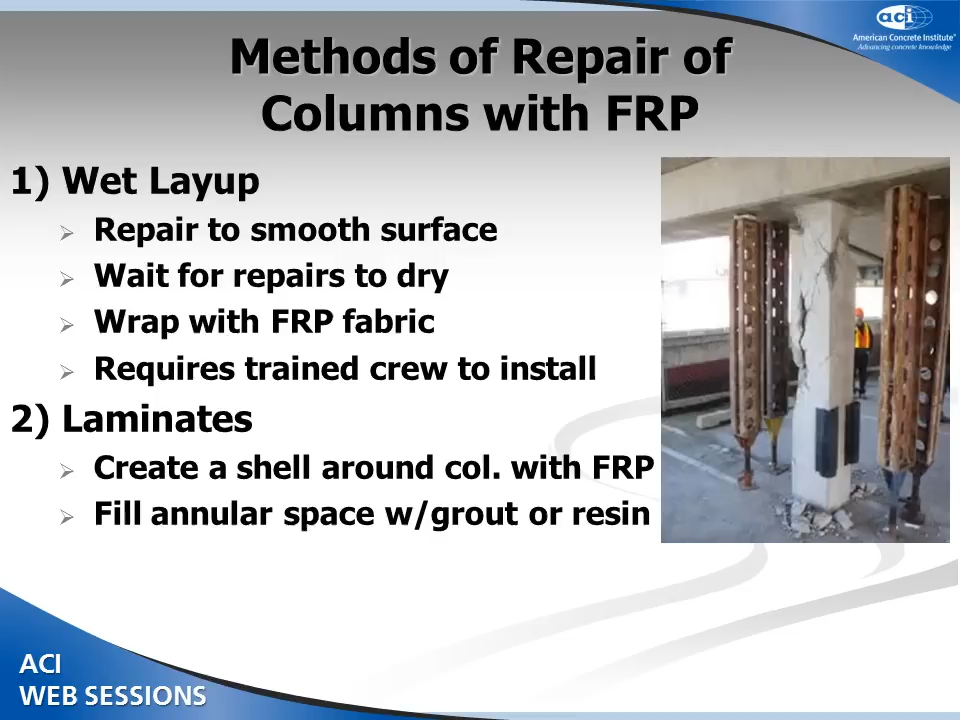 aci
American Concrete Institute®
Advancing concrete knowledge
Methods of Repair of
Columns with FRP
1) Wet Layup
Repair to smooth surface
Wait for repairs to dry
Wrap with FRP fabric
Requires trained crew to install
2) Laminates
Create a shell around col. with FRP
Fill annular space w/grout or resin
ACI
WEB SESSIONS